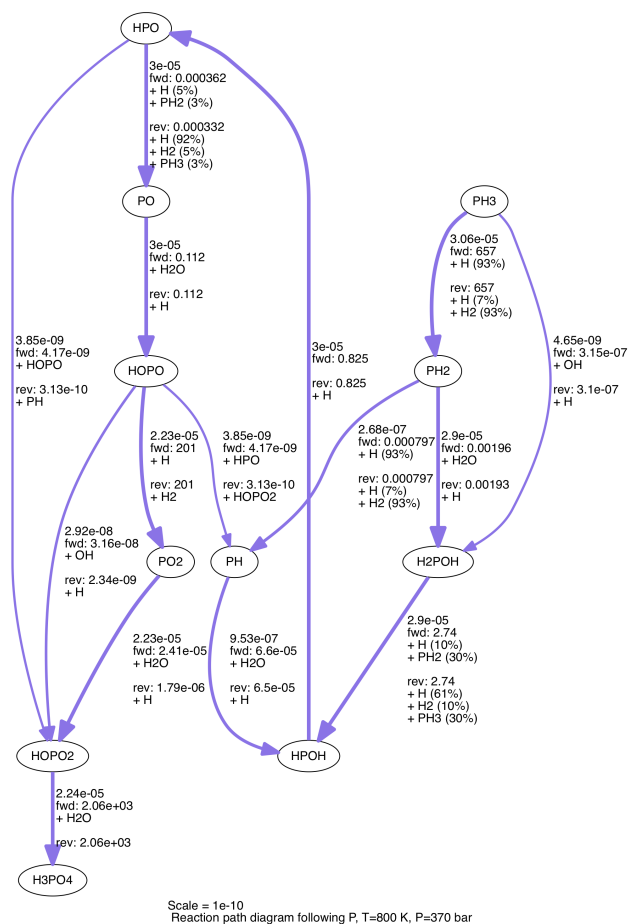 HPO
3e-05
fwd: 0.000362
+ H (5%)
+ PH2 (3%)
rev: 0.000332
+ H (92%)
+ H2 (5%)
+ PH3 (3%)
PO
PH3
3e-05
fwd: 0.112
+ H2O
rev: 0.112
+ H
3.06e-05
fwd: 657
+ H (93%)
rev: 657
+ H (7%)
+ H2 (93%)
3.85e-09
fwd: 4.17e-09
+ HOPO
rev: 3.13e-10
+ PH
3e-05
fwd: 0.825
rev: 0.825
+ H
4.65e-09
fwd: 3.15e-07
+ OH
rev: 3.1e-07
+ H
HOPO
PH2
2.23e-05
fwd: 201
+ H
rev: 201
+ H2
3.85e-09
fwd: 4.17e-09
+ HPO
rev: 3.13e-10
+ HOPO2
2.68e-07
fwd: 0.000797
+ H (93%)
rev: 0.000797
+ H (7%)
+ H2 (93%)
2.9e-05
fwd: 0.00196
+ H2O
rev: 0.00193
+ H
2.92e-08
fwd: 3.16e-08
+ OH
rev: 2.34e-09
+ H
PO2
PH
H2POH
2.23e-05
fwd: 2.41e-05
+ H2O
rev: 1.79e-06
+ H
9.53e-07
fwd: 6.6e-05
+ H2O
rev: 6.5e-05
+ H
2.9e-05
fwd: 2.74
+ H (10%)
+ PH2 (30%)
rev: 2.74
+ H (61%)
+ H2 (10%)
+ PH3 (30%)
HOPO2
HPOH
2.24e-05
fwd: 2.06e+03
+ H2O
rev: 2.06e+03
H3PO4
Scale = 1e-10
Reaction path diagram following P, T=800 K, P=370 bar